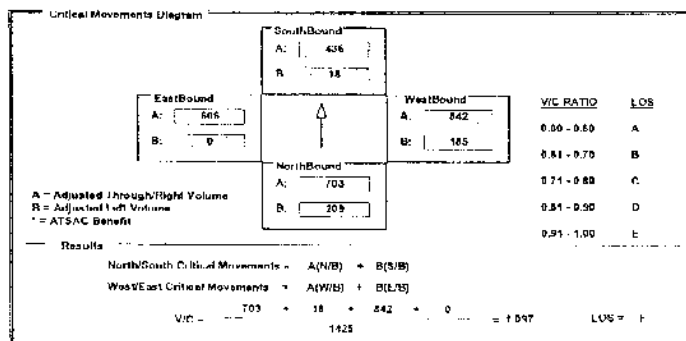 Critical Movements Diagram
SouthBound
A: 436
B: 18
EastBound
A: 606
B: 0
WestBound
A: 842
B: 185
NorthBound
A: 703
B: 209
V/C RATIO LOS
0.00 - 0.60 A
0.61 - 0.70 B
0.71 - 0.80 C
0.81 - 0.90 D
0.91 - 1.00 E
A = Adjusted Through/Right Volume
B = Adjusted Left Volume
* = ATSAC Benefit
Results
North/South Critical Movements = A(N/B) + B(S/B)
West/East Critical Movements = A(W/B) + B(E/B)
V/C = 703 + 18 + 842 + 0 = 1.097 LOS = F
1425